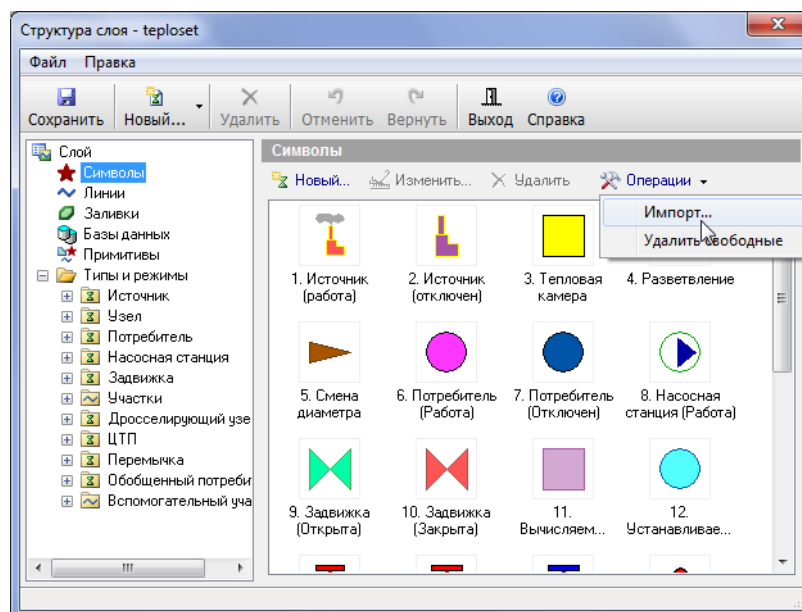 Структура слоя - teploset
Файл Правка
Сохранить Новый... Удалить Отменить Вернуть Выход Справка
Слой
Символы
Линии
Заливки
Базы данных
Примитивы
Типы и режимы
Источник
Узел
Потребитель
Насосная станция
Задвижка
Участки
Дросселирующий узе
ЦТП
Перемычка
Обобщенный потреби
Вспомогательный уча
Символы
Новый... Изменить... Удалить Операции
Импорт...
Удалить свободные
1. Источник (работа)
2. Источник (отключен)
3. Тепловая камера
4. Разветвление
5. Смена диаметра
6. Потребитель (Работа)
7. Потребитель (Отключен)
8. Насосная станция (Работа)
9. Задвижка (Открыта)
10. Задвижка (Закрыта)
11. Вычисляем...
12. Устанавливае...